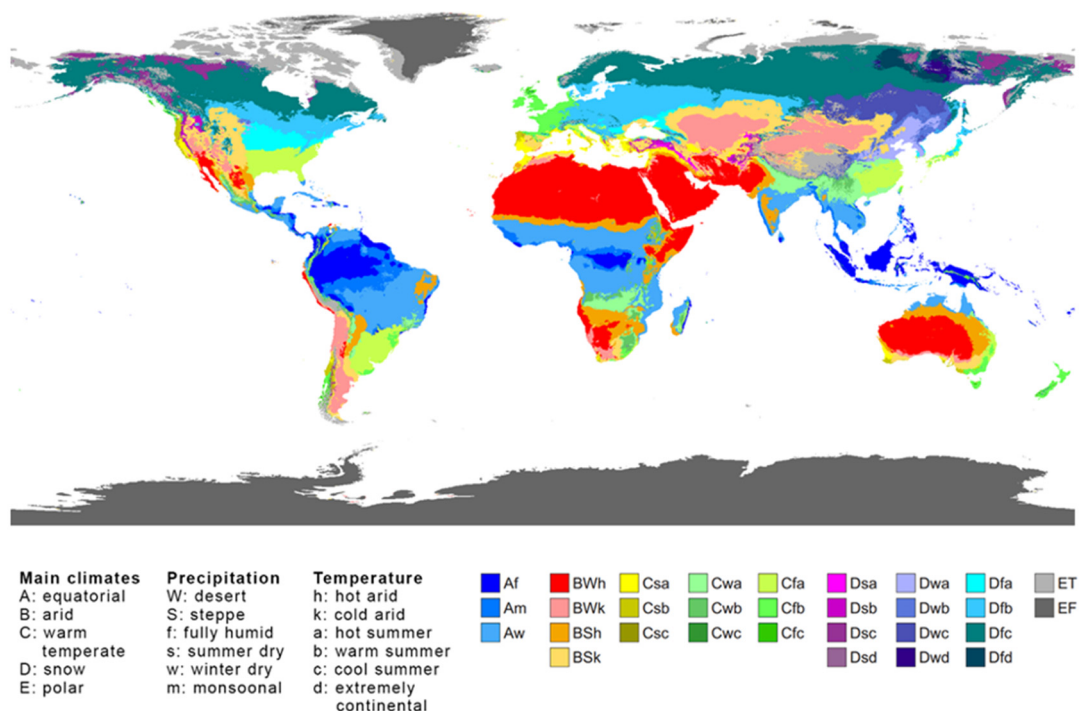 Main climates
A: equatorial
B: arid
C: warm
temperate
D: snow
E: polar
Precipitation
W: desert
S: steppe
f: fully humid
s: summer dry
w: winter dry
m: monsoonal
Temperature
h: hot arid
k: cold arid
a: hot summer
b: warm summer
c: cool summer
d: extremely
continental
Af
Am
Aw
BWh
BWk
BSh
BSk
Csa
Csb
Csc
Cwa
Cwb
Cwc
Cfa
Cfb
Cfc
Dsa
Dsb
Dsc
Dsd
Dwa
Dwb
Dwc
Dwd
Dfa
Dfb
Dfc
Dfd
ET
EF